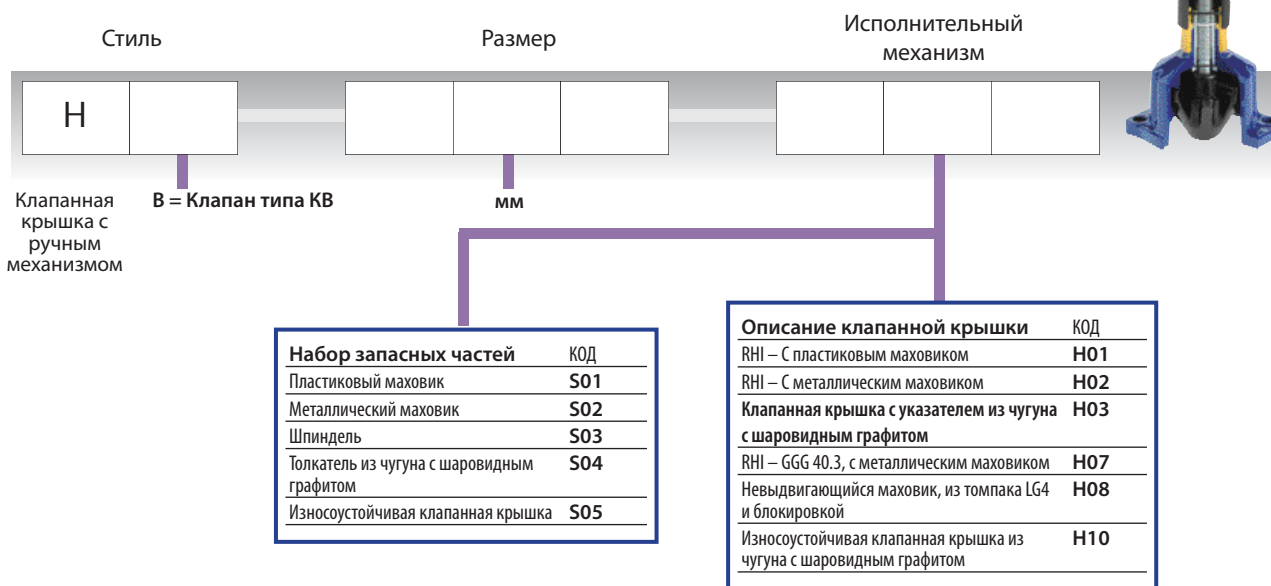 Стиль
Размер
Исполнительный
механизм
H
Клапанная
крышка с
ручным
механизмом
B = Клапан типа КВ
мм
Набор запасных частей КОД
Пластиковый маховик S01
Металлический маховик S02
Шпиндель S03
Толкатель из чугуна с шаровидным S04
графитом
Износоустойчивая клапанная крышка S05
Описание клапанной крышки КОД
RHI – С пластиковым маховиком H01
RHI – С металлическим маховиком H02
Клапанная крышка с указателем из чугуна H03
с шаровидным графитом
RHI – GGG 40.3, с металлическим маховиком H07
Невыдвигающийся маховик, из томпака LG4 H08
и блокировкой
Износоустойчивая клапанная крышка из H10
чугуна с шаровидным графитом